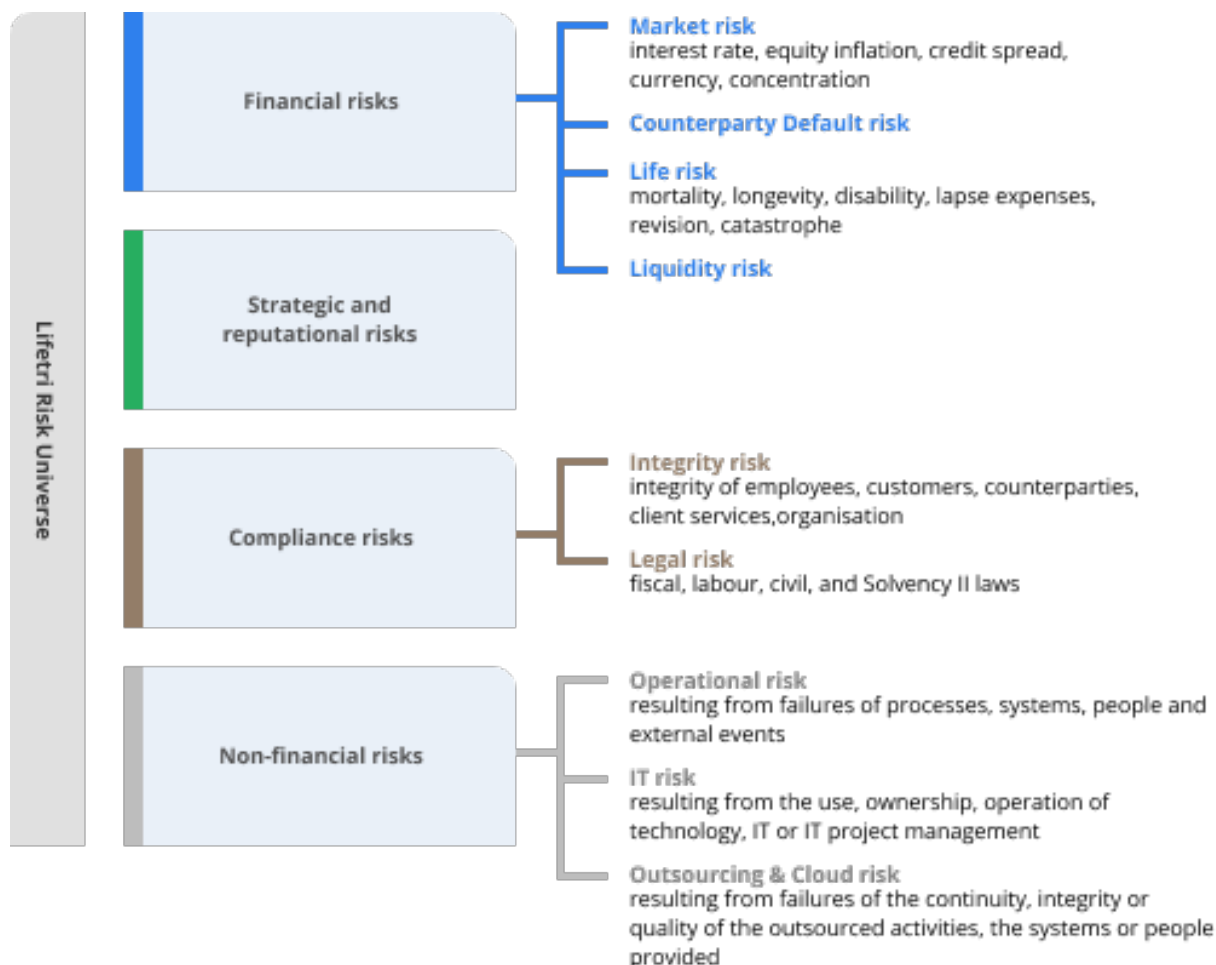 Lifetri Risk Universe
Financial risks
Market risk
interest rate, equity inflation, credit spread,
currency, concentration
Counterparty Default risk
Life risk
mortality, longevity, disability, lapse expenses,
revision, catastrophe
Liquidity risk
Strategic and
reputational risks
Compliance risks
Integrity risk
integrity of employees, customers, counterparties,
client services,organisation
Legal risk
fiscal, labour, civil, and Solvency II laws
Non-financial risks
Operational risk
resulting from failures of processes, systems, people and
external events
IT risk
resulting from the use, ownership, operation of
technology, IT or IT project management
Outsourcing & Cloud risk
resulting from failures of the continuity, integrity or
quality of the outsourced activities, the systems or people
provided